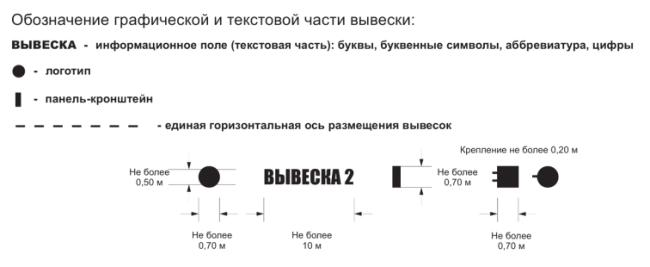 Обозначение графической и текстовой части вывески:
ВЫВЕСКА - информационное поле (текстовая часть): буквы, буквенные символы, аббревиатура, цифры
- логотип
- панель-кронштейн
- единая горизонтальная ось размещения вывесок
Крепление не более 0,20 м
Не более
0,50 м
ВЫВЕСКА 2
Не более
0,70 м
Не более
0,70 м
Не более
10 м
Не более
0,70 м